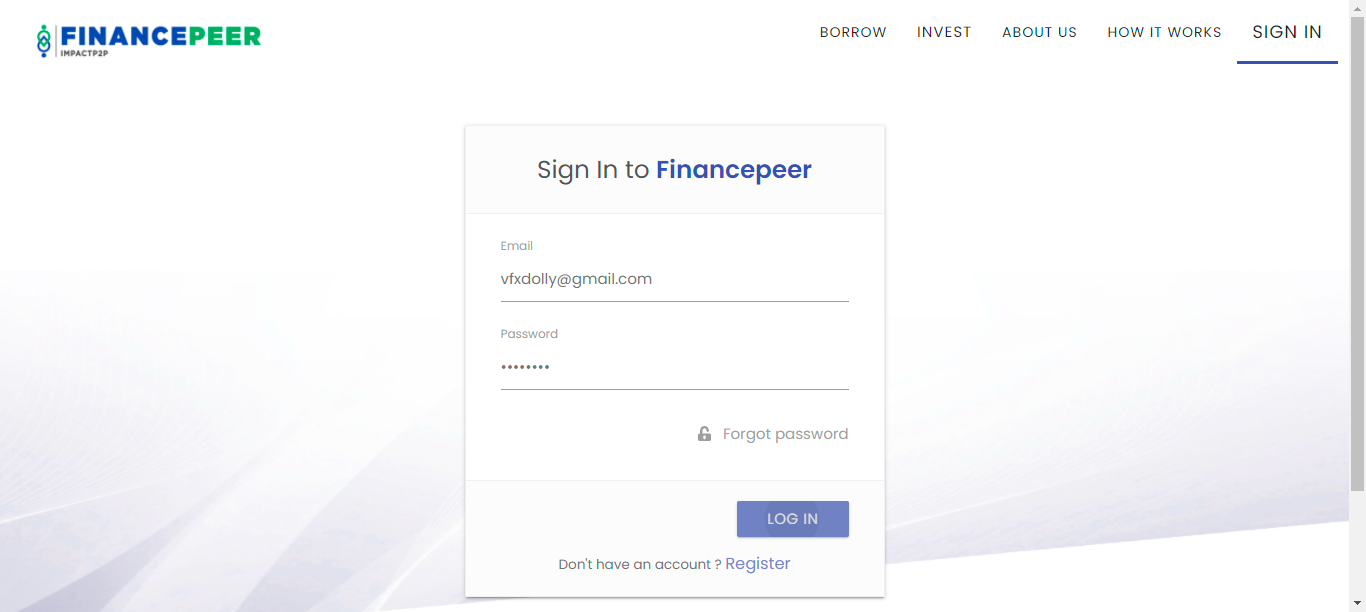 FINANCEPEER
IMPACTP2P
BORROW INVEST ABOUT US HOW IT WORKS SIGN IN
Sign In to Financepeer
Email
vfxdolly@gmail.com
Password
••••••••
Forgot password
LOG IN
Don't have an account ? Register